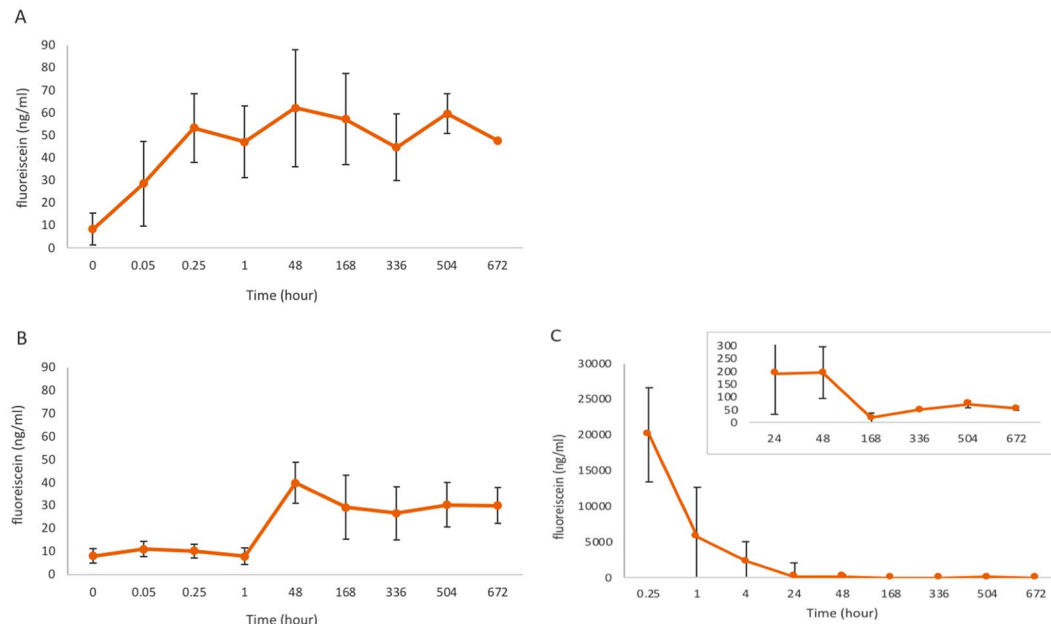 A
90
80
70
60
50
40
30
20
10
0
fluoreiscein (ng/ml)
0 0.05 0.25 1 48 168 336 504 672
Time (hour)
B
90
80
70
60
50
40
30
20
10
0
fluoreiscein (ng/ml)
0 0.05 0.25 1 48 168 336 504 672
Time (hour)
C
30000
25000
20000
15000
10000
5000
0
fluoreiscein (ng/ml)
300
250
200
150
100
50
0
24 48 168 336 504 672
0.25 1 4 24 48 168 336 504 672
Time (hour)